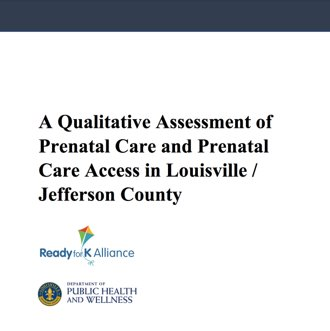 A Qualitative Assessment of
Prenatal Care and Prenatal
Care Access in Louisville /
Jefferson County
Ready for K Alliance
DEPARTMENT OF
PUBLIC HEALTH
AND WELLNESS